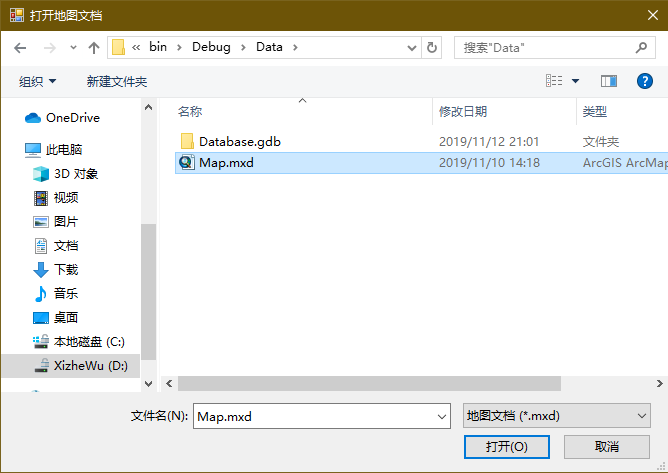 打开地图文档
« bin › Debug › Data ›
搜索"Data"
组织 新建文件夹
名称 修改日期 类型
OneDrive
此电脑
3D 对象
视频
图片
文档
下载
音乐
桌面
本地磁盘 (C:)
XizheWu (D:)
Database.gdb 2019/11/12 21:01 文件夹
Map.mxd 2019/11/10 14:18 ArcGIS ArcMap
文件名(N): Map.mxd 地图文档 (*.mxd)
打开(O) 取消